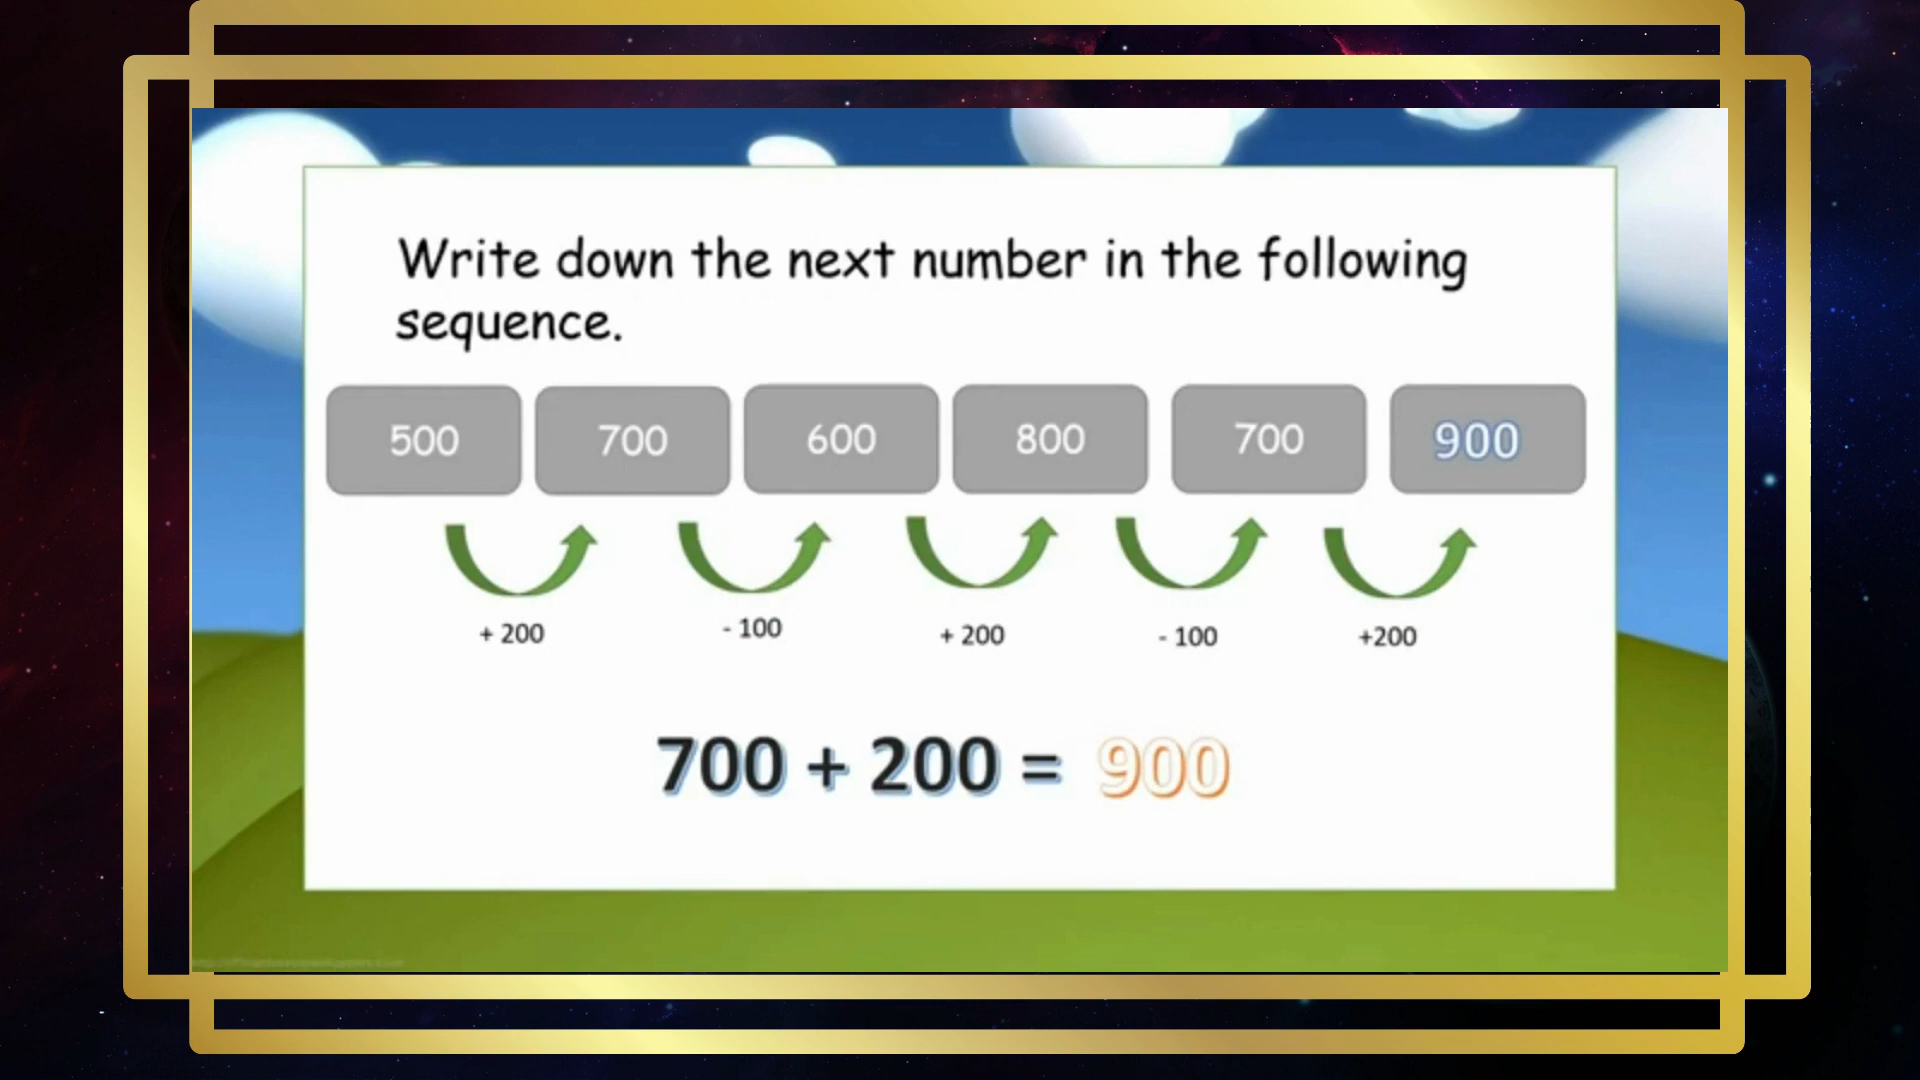 Write down the next number in the following
sequence.
500 700 600 800 700 900
+ 200 - 100 + 200 - 100 +200
700 + 200 = 900